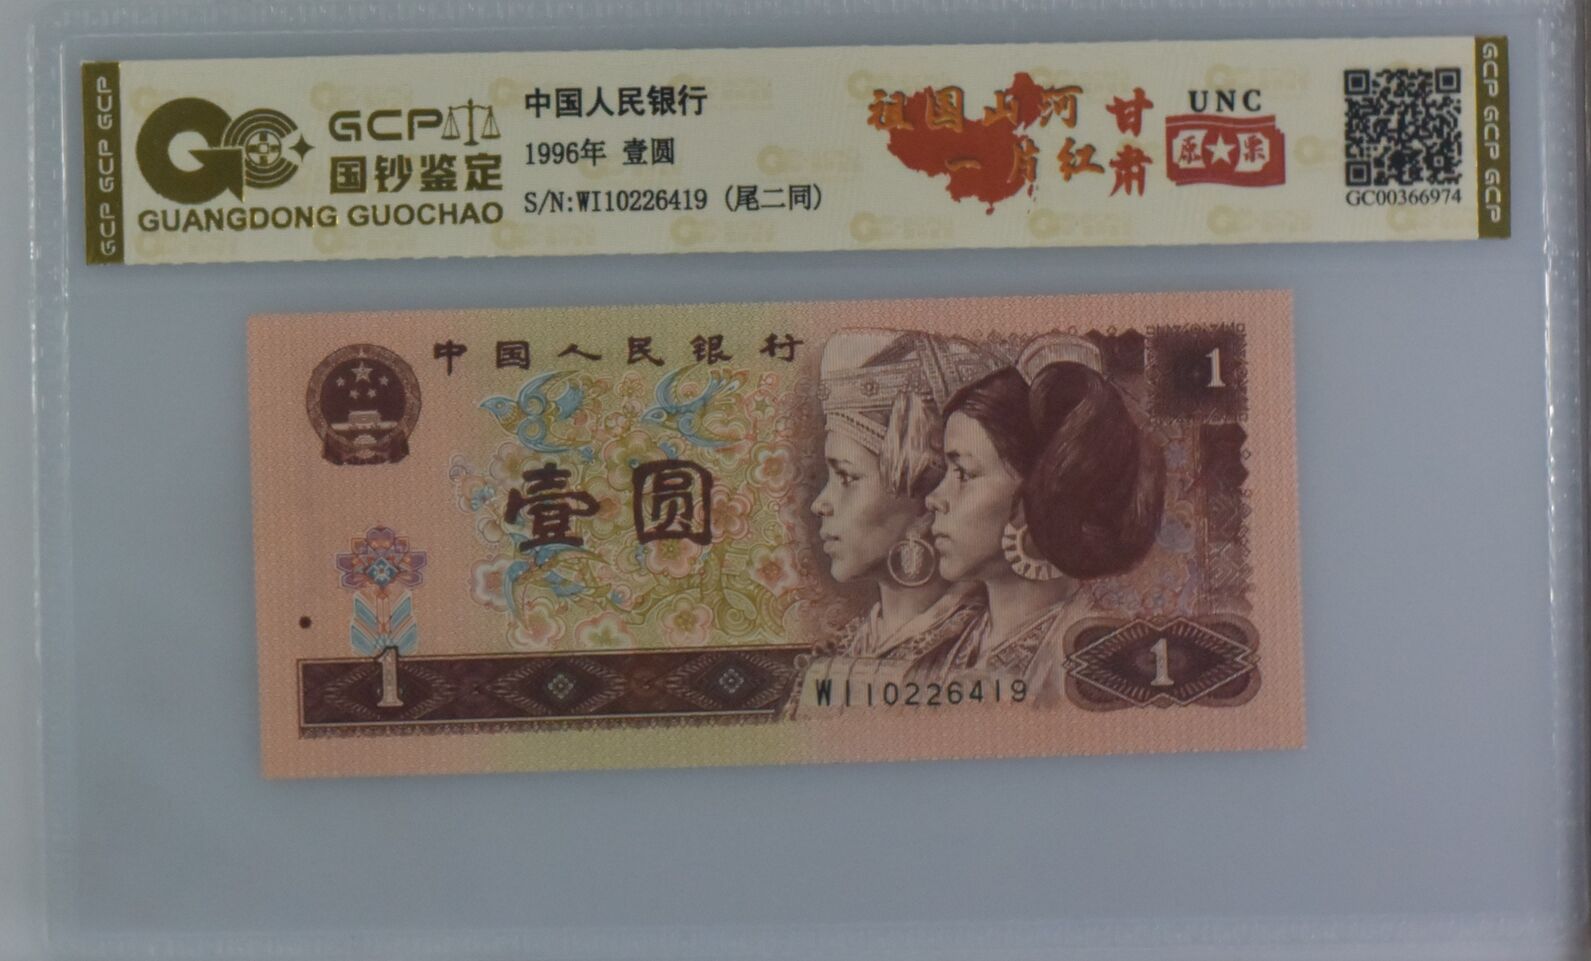 GCP GCP GCP
GCP
国钞鉴定
GUANGDONG GUOCHAO
中国人民银行
1996年 壹圆
S/N:WI10226419 (尾二同)
祖国山河
一片红
甘肃
UNC
原★票
GC00366974
GCP GCP GCP
中国人民银行
1
壹圆
1
WI10226419
1